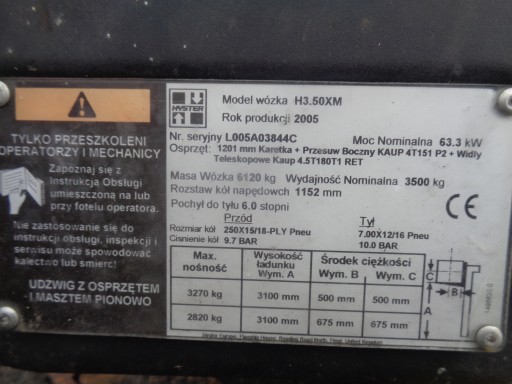 TYLKO PRZESZKOLENI
OPERATORZY I MECHANICY
Zapoznaj się z
Instrukcja Obsługi
umieszczoną na lub
przy fotelu operatora.
Nie zastosowanie się do
instrukcji obsługi, inspekcji i
serwisu może spowodować
kalectwo lub smierc!
UDZWIG Z OSPRZĘTEM
I MASZTEM PIONOWO
HYSTER
Model wózka H3.50XM
Rok produkcji 2005
Nr. seryjny L005A03844C Moc Nominalna 63.3 kW
Osprzęt: 1201 mm Karetka + Przesuw Boczny KAUP 4T151 P2 + Widly
Teleskopowe Kaup 4.5T180T1 RET
Masa Wózka 6120 kg Wydajność Nominalna 3500 kg
Rozstaw kół napędowych 1152 mm
Pochył do tyłu 6.0 stopni
CE
Przód Tył
Rozmiar kół 250X15/18-PLY Pneu 7.00X12/16 Pneu
Cisnienie kół 9.7 BAR 10.0 BAR
Max. nośność Wysokość ładunku Wym. A Środek ciężkości Wym. B Wym. C
3270 kg 3100 mm 500 mm 500 mm
2820 kg 3100 mm 675 mm 675 mm
C B A